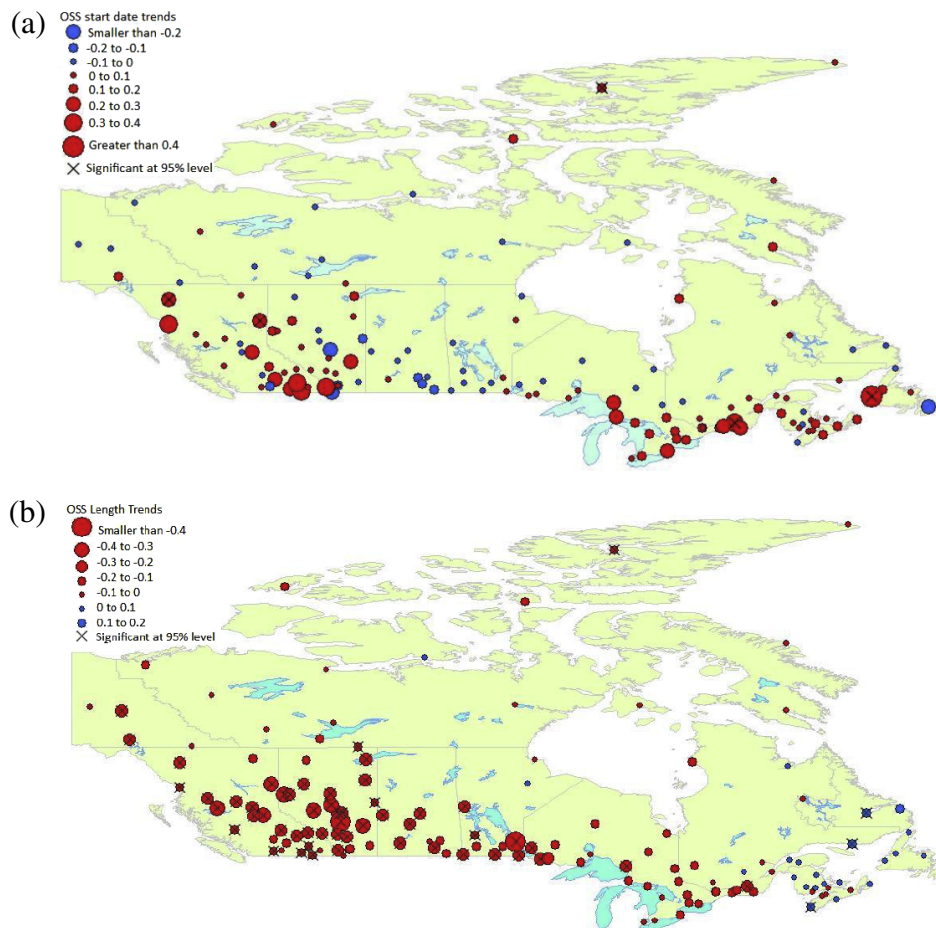 (a)
OSS start date trends
Smaller than -0.2
-0.2 to -0.1
-0.1 to 0
0 to 0.1
0.1 to 0.2
0.2 to 0.3
0.3 to 0.4
Greater than 0.4
Significant at 95% level
(b)
OSS Length Trends
Smaller than -0.4
-0.4 to -0.3
-0.3 to -0.2
-0.2 to -0.1
-0.1 to 0
0 to 0.1
0.1 to 0.2
Significant at 95% level